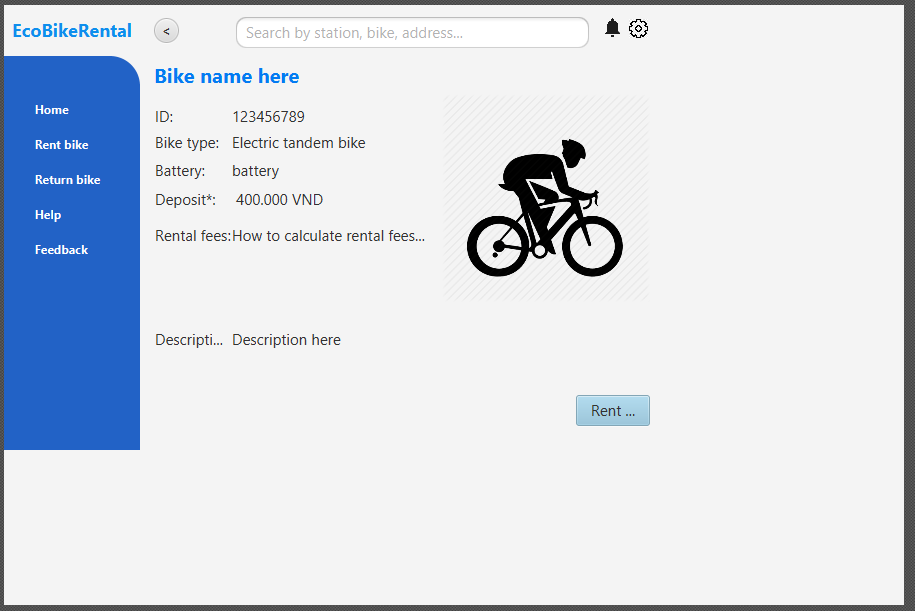 EcoBikeRental
<
Search by station, bike, address...
Home
Rent bike
Return bike
Help
Feedback
Bike name here
ID: 123456789
Bike type: Electric tandem bike
Battery: battery
Deposit*: 400.000 VND
Rental fees:How to calculate rental fees...
Descripti... Description here
Rent ...